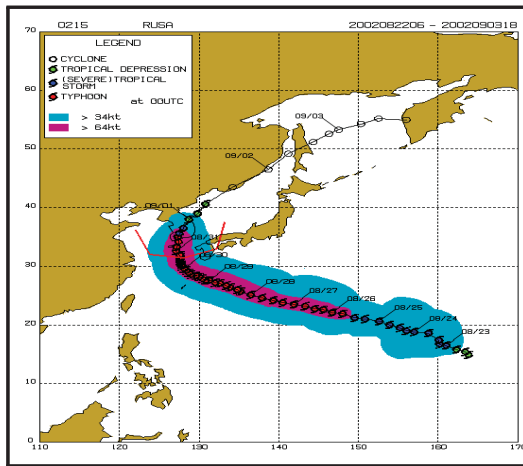 0215 RUSA 2002082206 - 2002090318
LEGEND
CYCLONE
TROPICAL DEPRESSION
(SEVERE)TROPICAL
STORM
TYPHOON at 00UTC
> 34kt
> 64kt
70
60
50
40
30
20
10
0
09/03
09/02
09/01
08/31
08/30
08/29
08/28
08/27
08/26
08/25
08/24
08/23
110 120 130 140 150 160 170